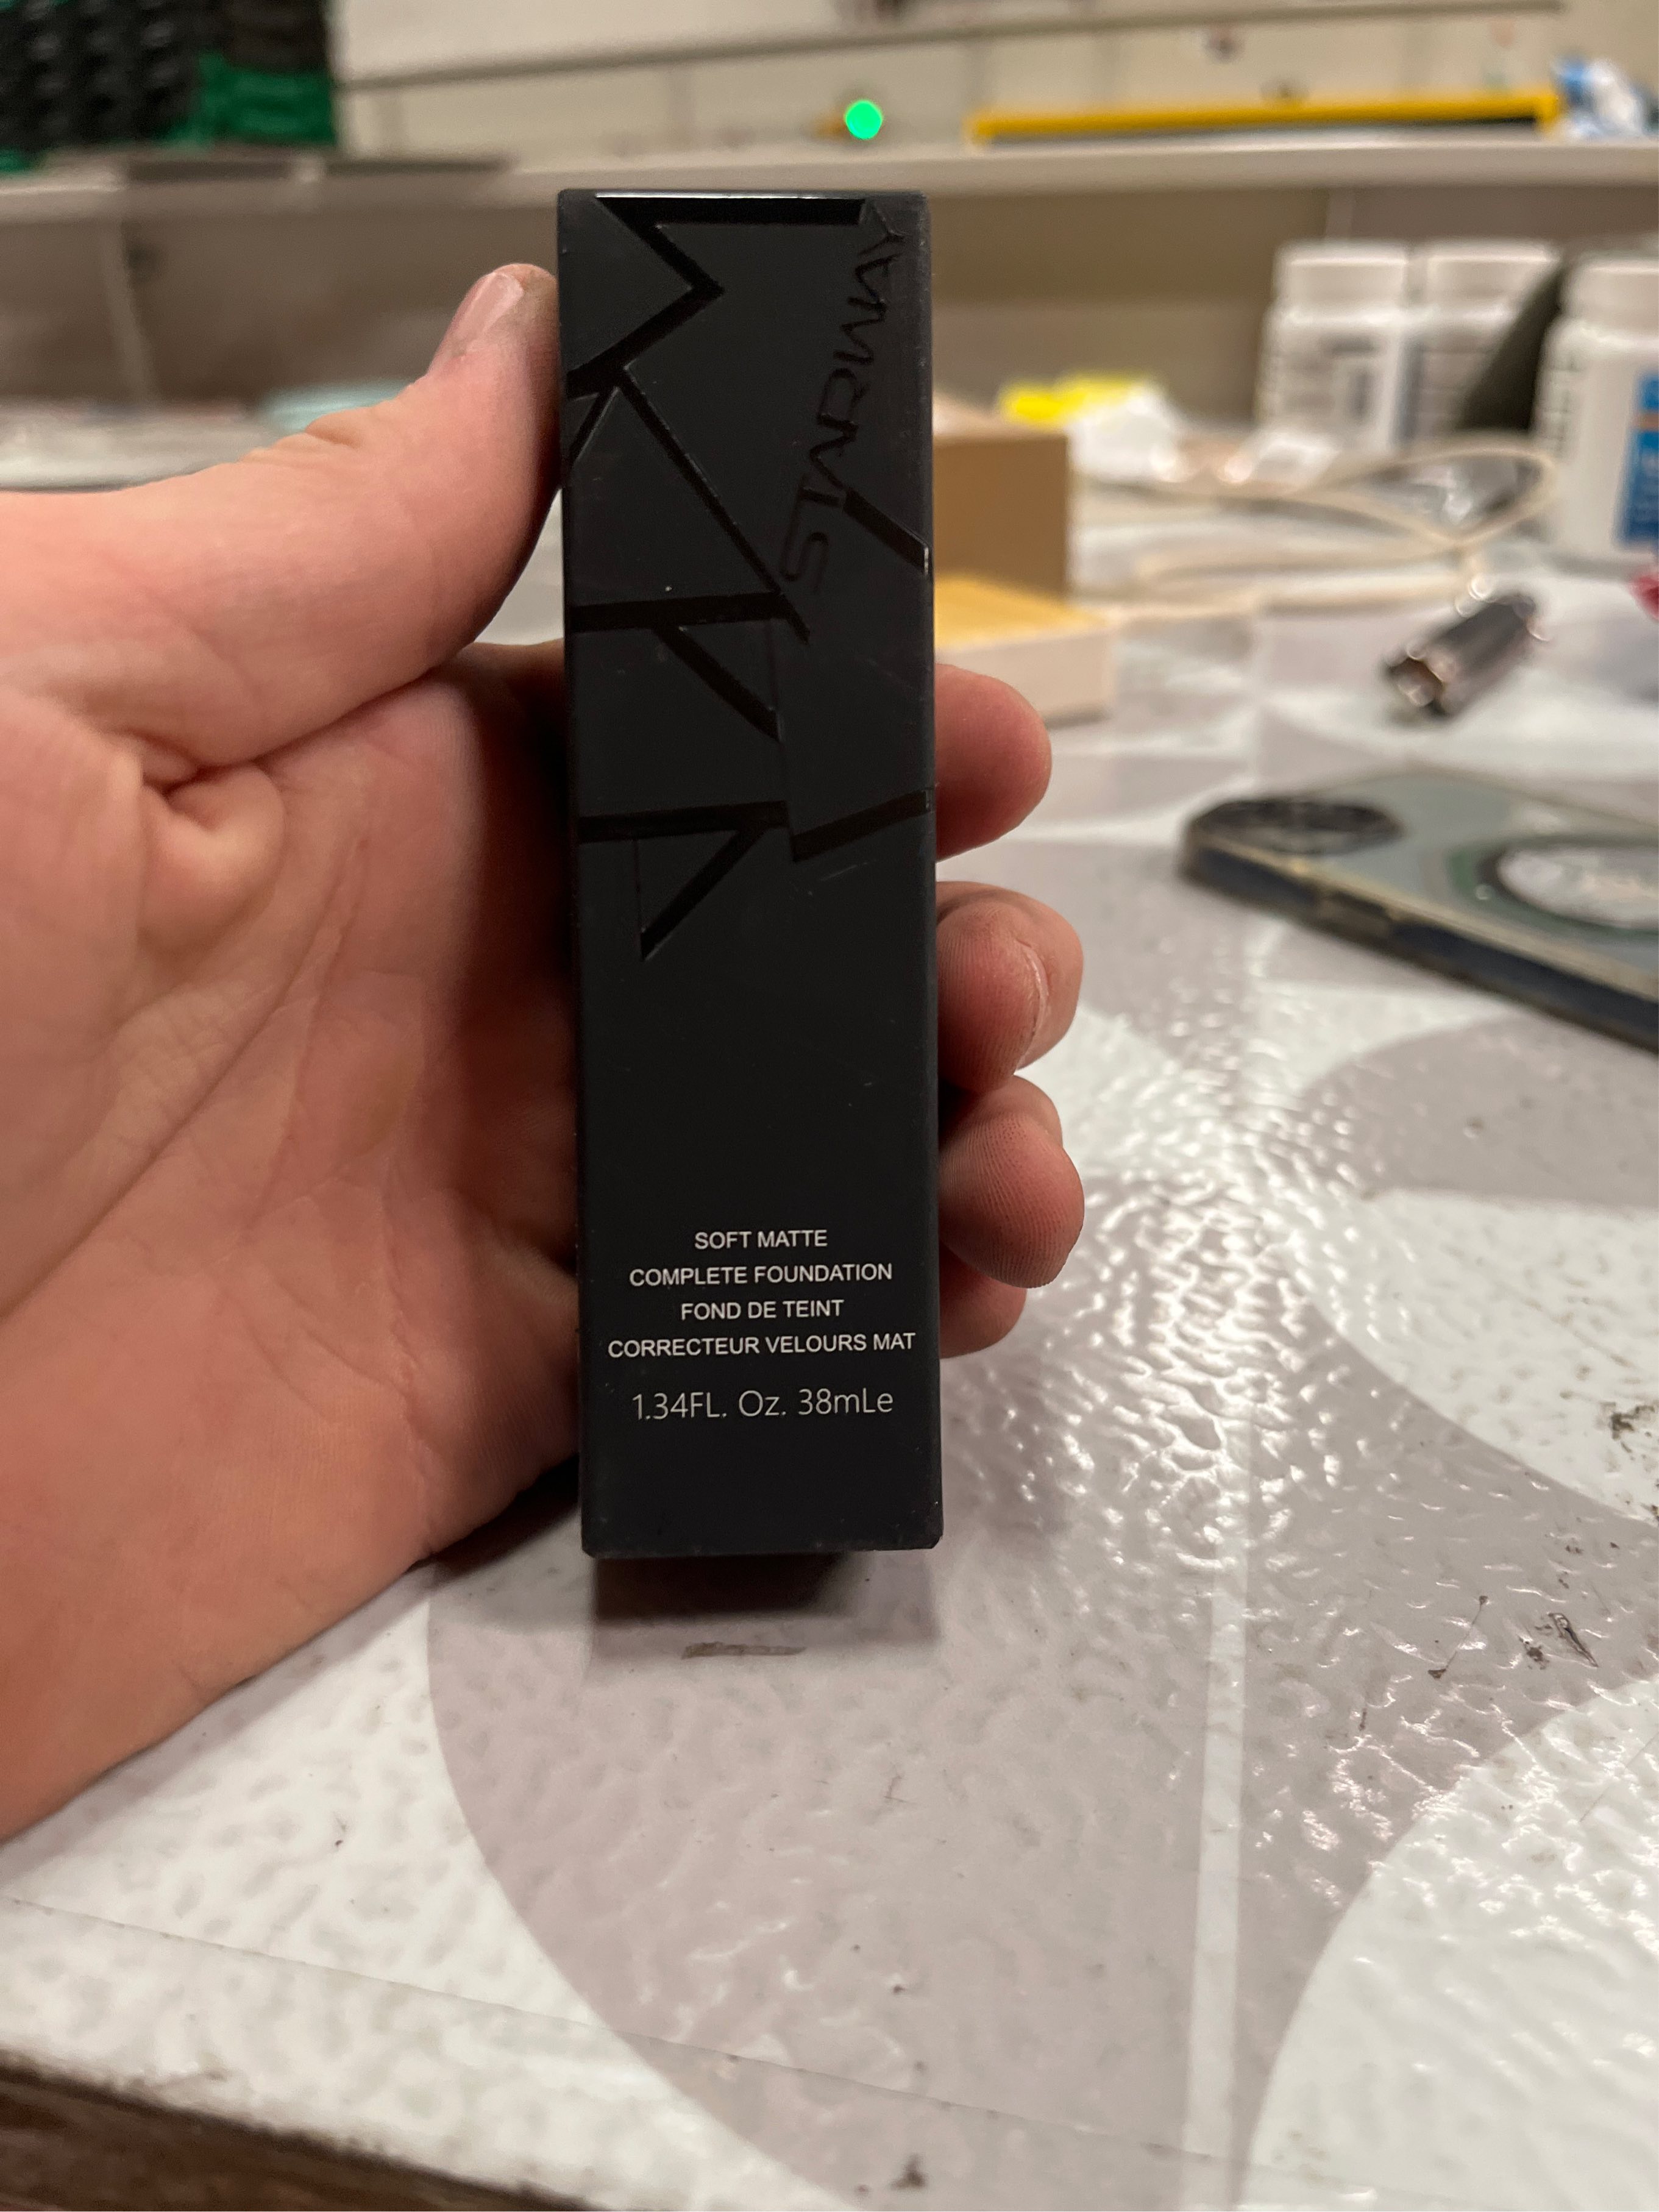 STARWAY
SOFT MATTE
COMPLETE FOUNDATION
FOND DE TEINT
CORRECTEUR VELOURS MAT
1.34FL. Oz. 38mLe